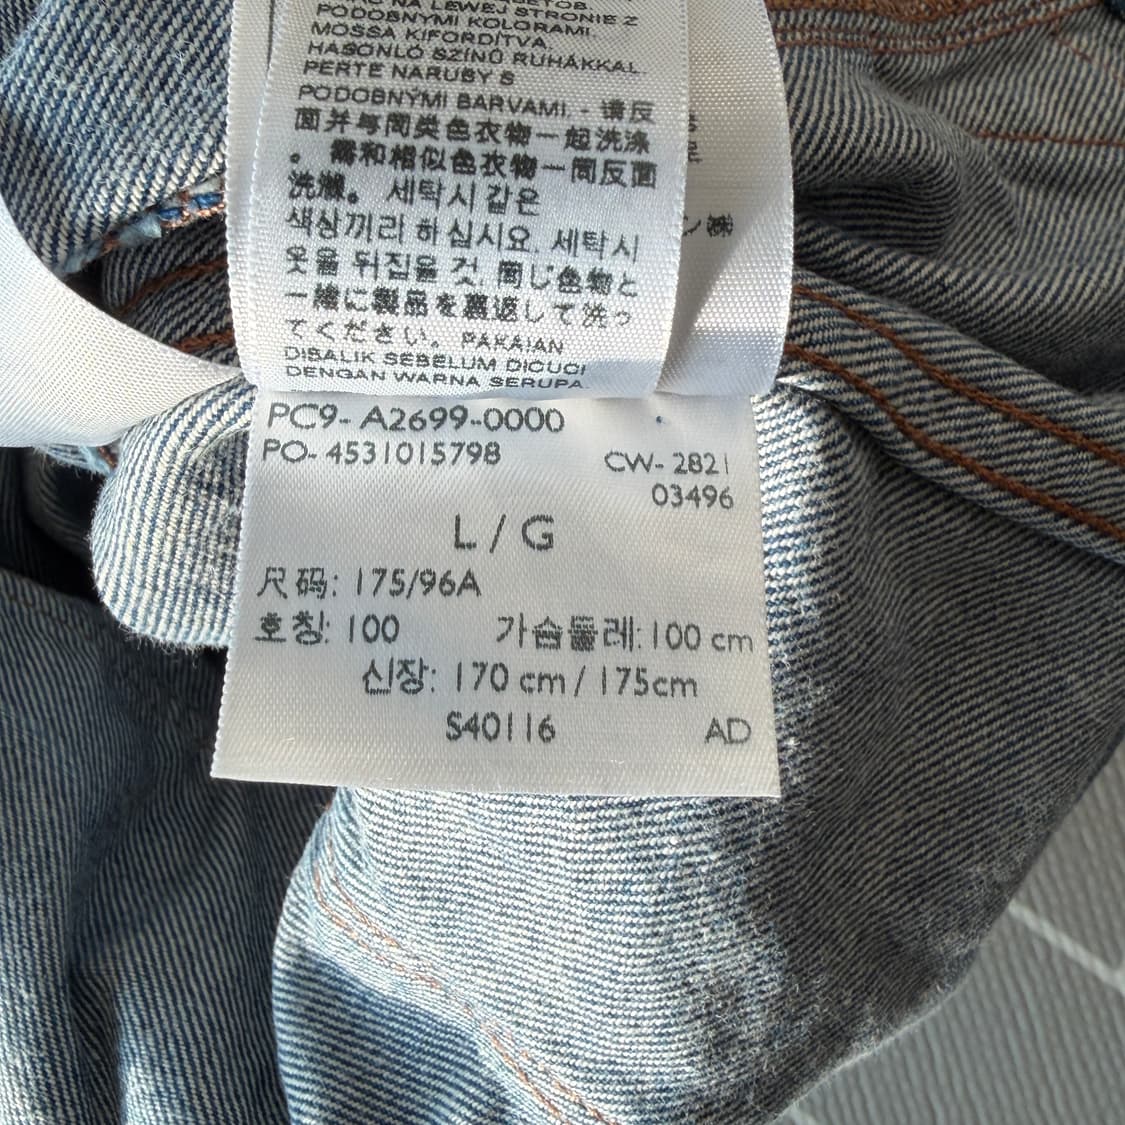 NA LEWEJ STRONIE Z
PODOBNYMI KOLORAMI.
MOSSA KIFORDÍTVA.
HASONLÓ SZÍNŰ RUHÁKKAL.
PERTE NARUBY S
PODOBNÝMI BARVAMI. - 请反
面并与同类色衣物一起洗涤
。 需和相似色衣物一同反面
洗滌。 세탁시 같은
색상끼리 하십시요. 세탁시
옷을 뒤집을 것. 同じ色物と
一緒に製品を裏返して洗っ
てください。 PAKAIAN
DIBALIK SEBELUM DICUCI
DENGAN WARNA SERUPA.
ン㈱
PC9- A2699-0000
PO- 4531015798
CW- 2821
03496
L / G
尺码: 175/96A
호칭: 100 가슴둘레: 100 cm
신장: 170 cm / 175cm
S40116 AD